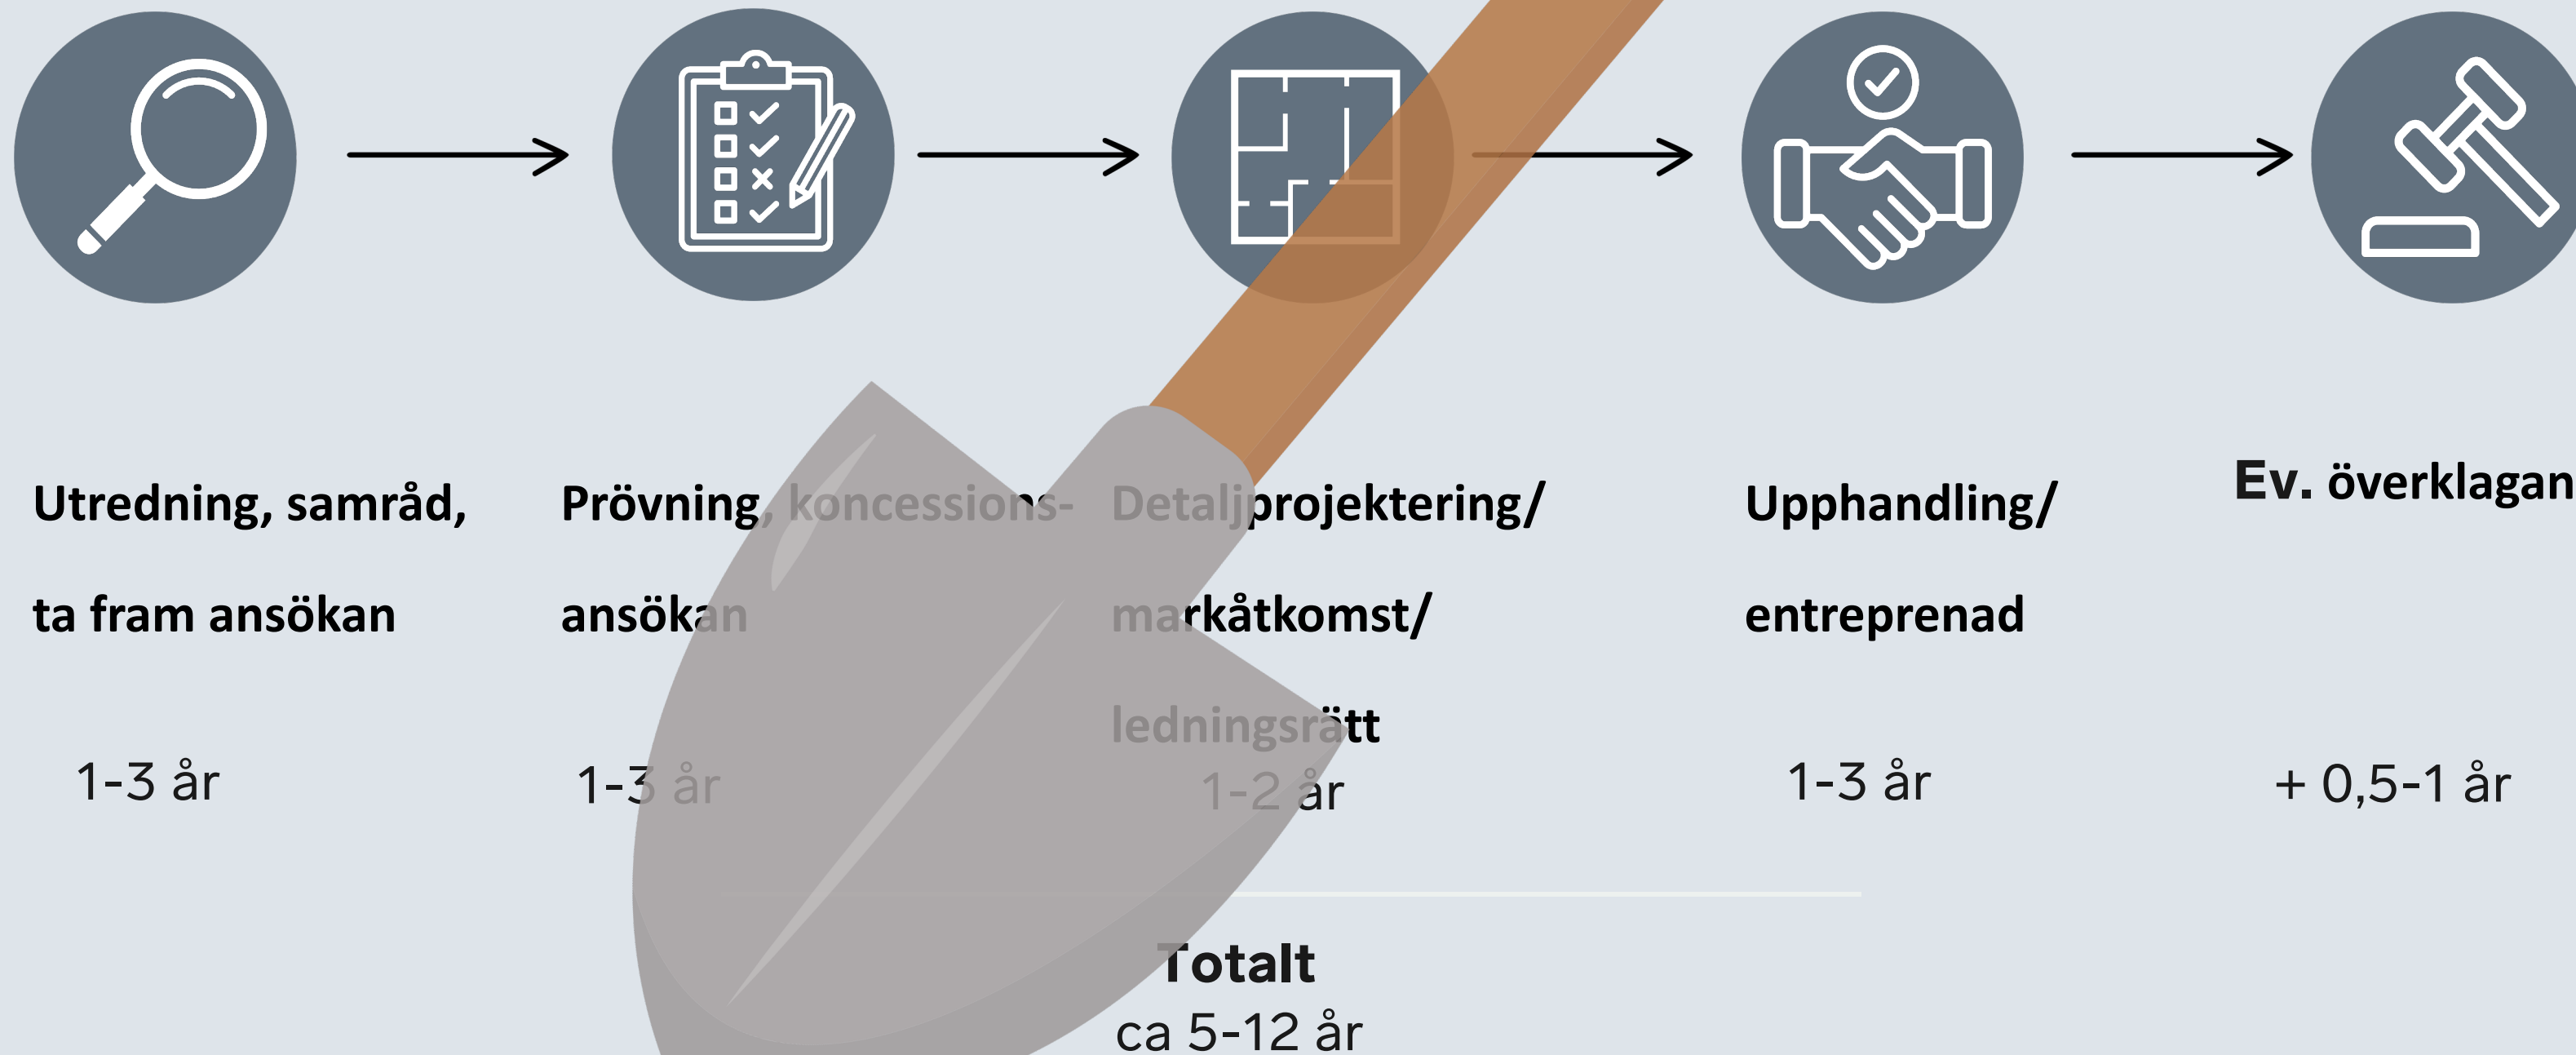 Utredning, samråd,
ta fram ansökan
1-3 år
Prövning, koncessions-
ansökan
1-3 år
Detaljprojektering/
markåtkomst/
ledningsrätt
1-2 år
Upphandling/
entreprenad
1-3 år
Ev. överklagan
+ 0,5-1 år
Totalt
ca 5-12 år